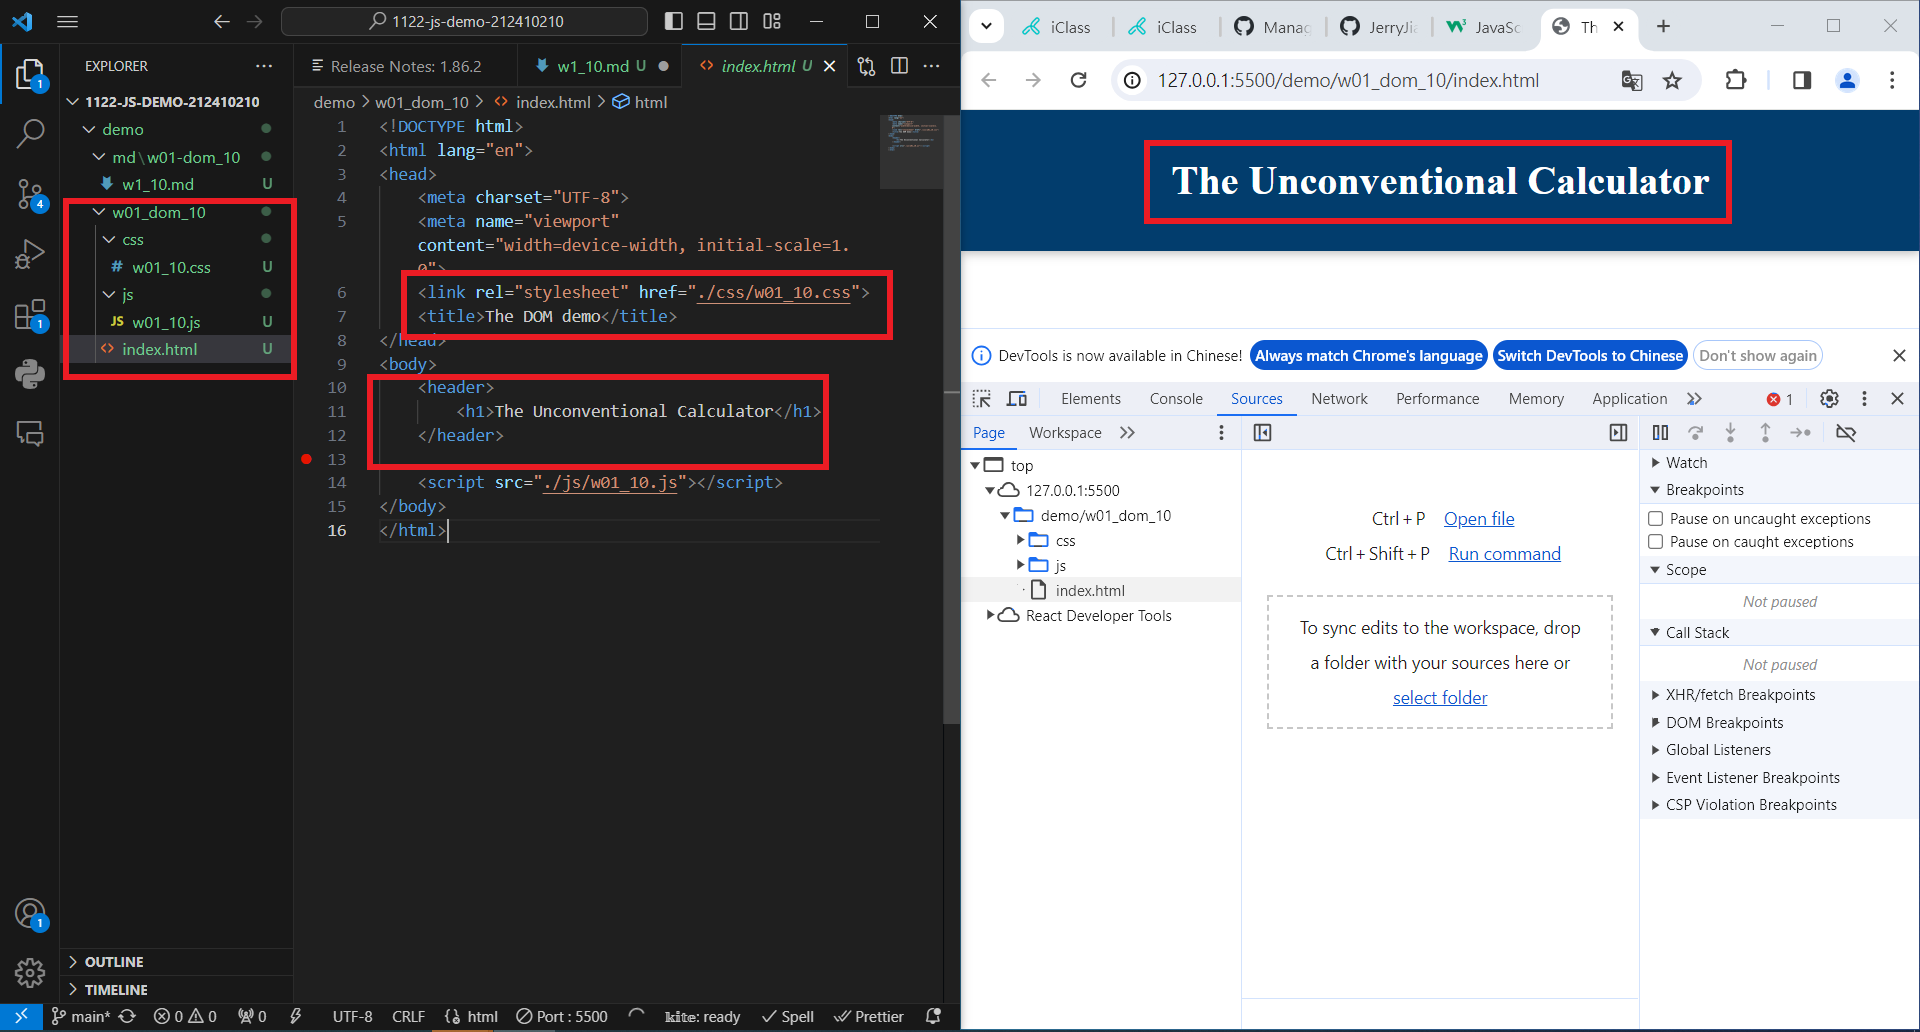 1122-js-demo-212410210
EXPLORER
1122-JS-DEMO-212410210
demo
md\w01-dom_10
w1_10.md U
w01_dom_10
css
# w01_10.css U
js
JS w01_10.js U
<> index.html U
OUTLINE
TIMELINE
1
4
1
1
Release Notes: 1.86.2
w1_10.md U
<> index.html U
demo > w01_dom_10 > <> index.html > html
1 <!DOCTYPE html>
2 <html lang="en">
3 <head>
4 <meta charset="UTF-8">
5 <meta name="viewport"
content="width=device-width, initial-scale=1.
0">
6 <link rel="stylesheet" href="./css/w01_10.css">
7 <title>The DOM demo</title>
8 </head>
9 <body>
10 <header>
11 <h1>The Unconventional Calculator</h1>
12 </header>
13
14 <script src="./js/w01_10.js"></script>
15 </body>
16 </html>
main* 0 0 0 UTF-8 CRLF html Port : 5500 kite: ready Spell Prettier
iClass
iClass
Manag
JerryJia
JavaSc
Th
127.0.0.1:5500/demo/w01_dom_10/index.html
The Unconventional Calculator
DevTools is now available in Chinese! Always match Chrome's language Switch DevTools to Chinese Don't show again
Elements Console Sources Network Performance Memory Application 1
Page Workspace
top
127.0.0.1:5500
demo/w01_dom_10
css
js
index.html
React Developer Tools
Ctrl + P Open file
Ctrl + Shift + P Run command
To sync edits to the workspace, drop
a folder with your sources here or
select folder
Watch
Breakpoints
Pause on uncaught exceptions
Pause on caught exceptions
Scope
Not paused
Call Stack
Not paused
XHR/fetch Breakpoints
DOM Breakpoints
Global Listeners
Event Listener Breakpoints
CSP Violation Breakpoints